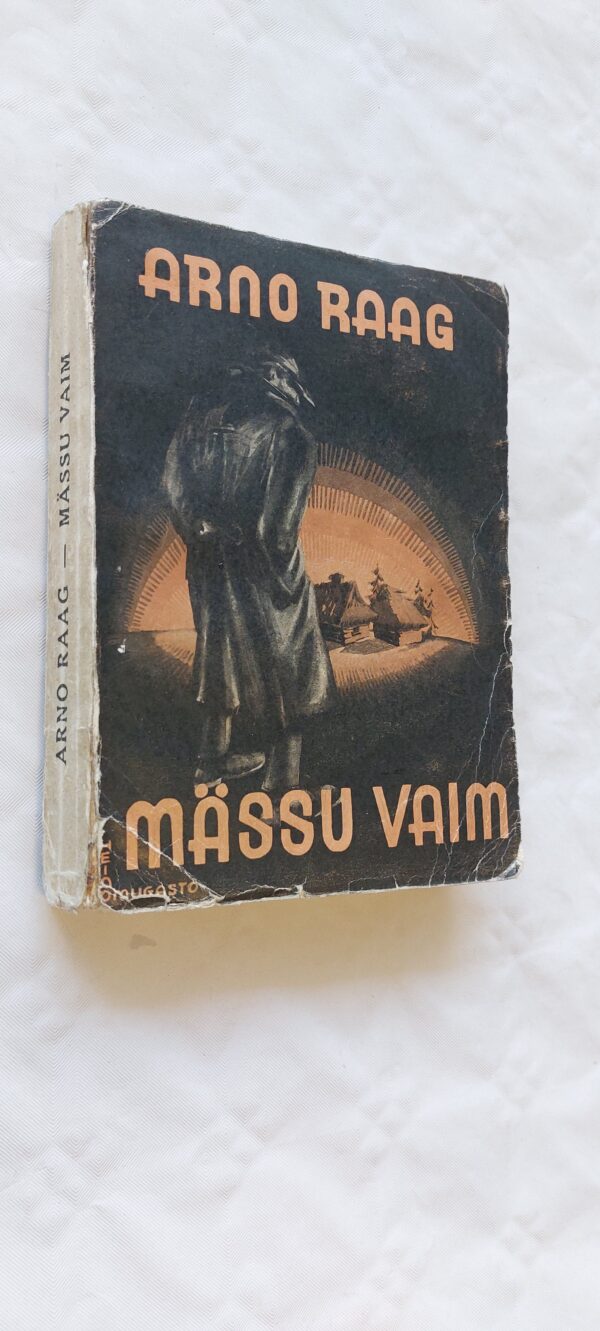 ARNO RAAG
MÄSSU VAIM
ARNO RAAG — MÄSSU VAIM